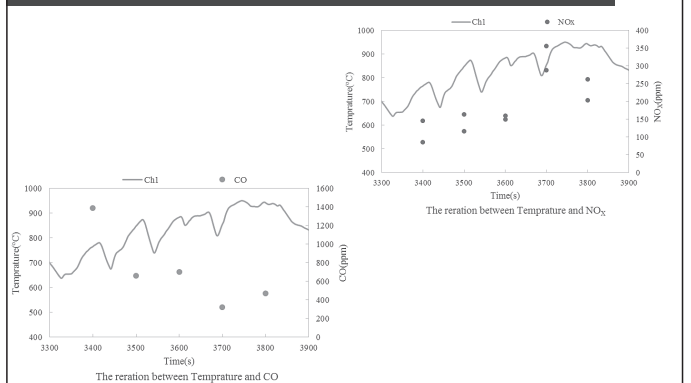 Ch1 NOx
1000
900
800
700
600
500
400
Temprature(°C)
400
350
300
250
200
150
100
50
0
NOX(ppm)
3300 3400 3500 3600 3700 3800 3900
Time(s)
The reration between Temprature and NOX
Ch1 CO
1000
900
800
700
600
500
400
Temprature(°C)
1600
1400
1200
1000
800
600
400
200
0
CO(ppm)
3300 3400 3500 3600 3700 3800 3900
Time(s)
The reration between Temprature and CO